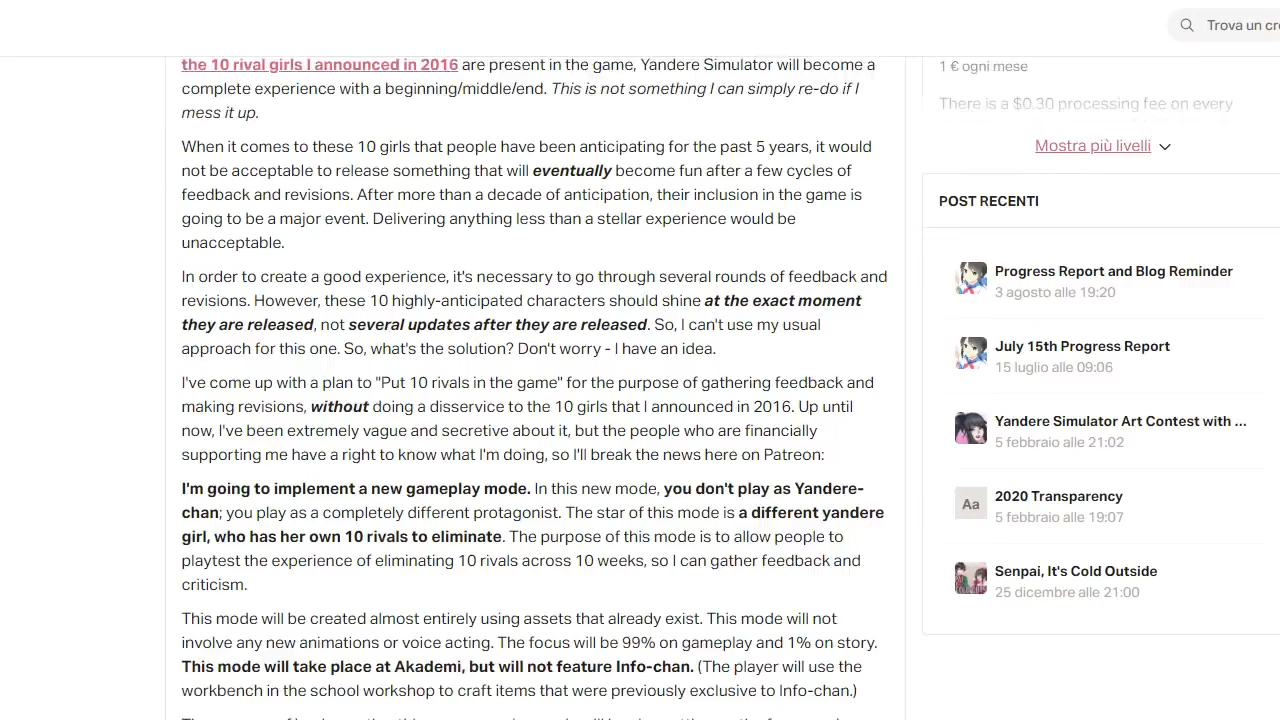 Trova un cr
the 10 rival girls I announced in 2016 are present in the game, Yandere Simulator will become a
complete experience with a beginning/middle/end. This is not something I can simply re-do if I
mess it up.
When it comes to these 10 girls that people have been anticipating for the past 5 years, it would
not be acceptable to release something that will eventually become fun after a few cycles of
feedback and revisions. After more than a decade of anticipation, their inclusion in the game is
going to be a major event. Delivering anything less than a stellar experience would be
unacceptable.
In order to create a good experience, it's necessary to go through several rounds of feedback and
revisions. However, these 10 highly-anticipated characters should shine at the exact moment
they are released, not several updates after they are released. So, I can't use my usual
approach for this one. So, what's the solution? Don't worry - I have an idea.
I've come up with a plan to "Put 10 rivals in the game" for the purpose of gathering feedback and
making revisions, without doing a disservice to the 10 girls that I announced in 2016. Up until
now, I've been extremely vague and secretive about it, but the people who are financially
supporting me have a right to know what I'm doing, so I'll break the news here on Patreon:
I'm going to implement a new gameplay mode. In this new mode, you don't play as Yandere-
chan; you play as a completely different protagonist. The star of this mode is a different yandere
girl, who has her own 10 rivals to eliminate. The purpose of this mode is to allow people to
playtest the experience of eliminating 10 rivals across 10 weeks, so I can gather feedback and
criticism.
This mode will be created almost entirely using assets that already exist. This mode will not
involve any new animations or voice acting. The focus will be 99% on gameplay and 1% on story.
This mode will take place at Akademi, but will not feature Info-chan. (The player will use the
workbench in the school workshop to craft items that were previously exclusive to Info-chan.)
1 € ogni mese
There is a $0.30 processing fee on every
Mostra più livelli
POST RECENTI
Progress Report and Blog Reminder
3 agosto alle 19:20
July 15th Progress Report
15 luglio alle 09:06
Yandere Simulator Art Contest with ...
5 febbraio alle 21:02
Aa
2020 Transparency
5 febbraio alle 19:07
Senpai, It's Cold Outside
25 dicembre alle 21:00